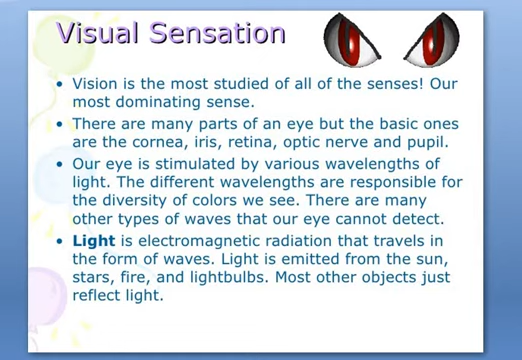 Visual Sensation
• Vision is the most studied of all of the senses! Our
most dominating sense.
• There are many parts of an eye but the basic ones
are the cornea, iris, retina, optic nerve and pupil.
• Our eye is stimulated by various wavelengths of
light. The different wavelengths are responsible for
the diversity of colors we see. There are many
other types of waves that our eye cannot detect.
• Light is electromagnetic radiation that travels in
the form of waves. Light is emitted from the sun,
stars, fire, and lightbulbs. Most other objects just
reflect light.